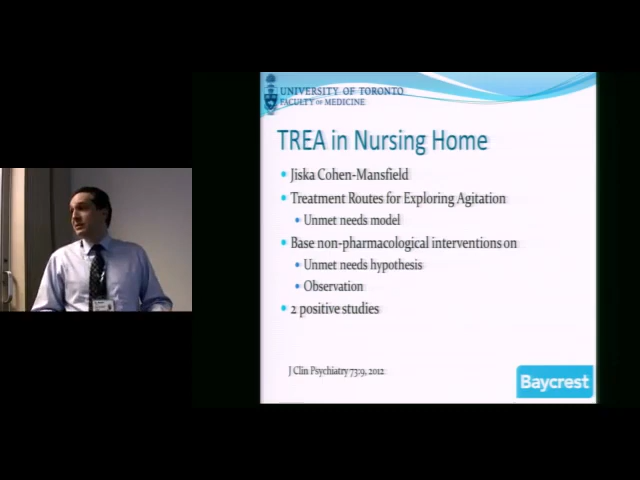 UNIVERSITY OF TORONTO
FACULTY OF MEDICINE
TREA in Nursing Home
• Jiska Cohen-Mansfield
• Treatment Routes for Exploring Agitation
• Unmet needs model
• Base non-pharmacological interventions on
• Unmet needs hypothesis
• Observation
• 2 positive studies
J Clin Psychiatry 73:9, 2012
Baycrest